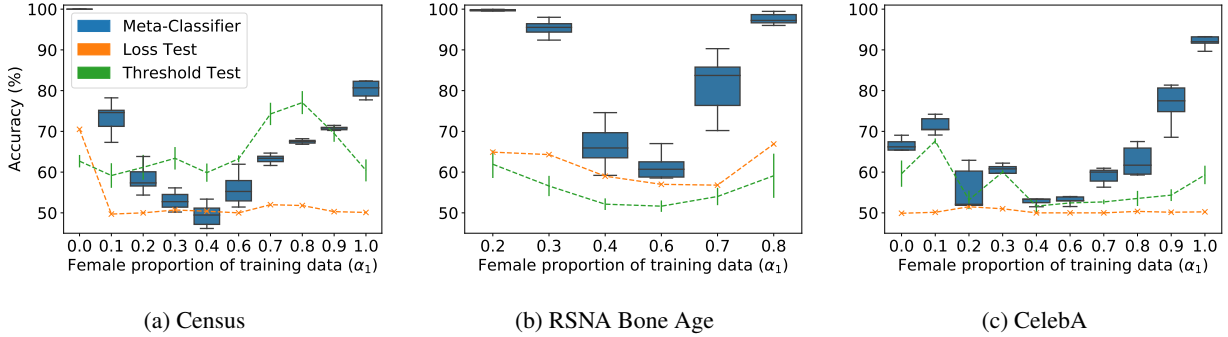 Accuracy (%)
100
90
80
70
60
50
Meta-Classifier
Loss Test
Threshold Test
0.0 0.1 0.2 0.3 0.4 0.6 0.7 0.8 0.9 1.0
Female proportion of training data (α1)
(a) Census
100
90
80
70
60
50
0.2 0.3 0.4 0.6 0.7 0.8
Female proportion of training data (α1)
(b) RSNA Bone Age
100
90
80
70
60
50
0.0 0.1 0.2 0.3 0.4 0.6 0.7 0.8 0.9 1.0
Female proportion of training data (α1)
(c) CelebA